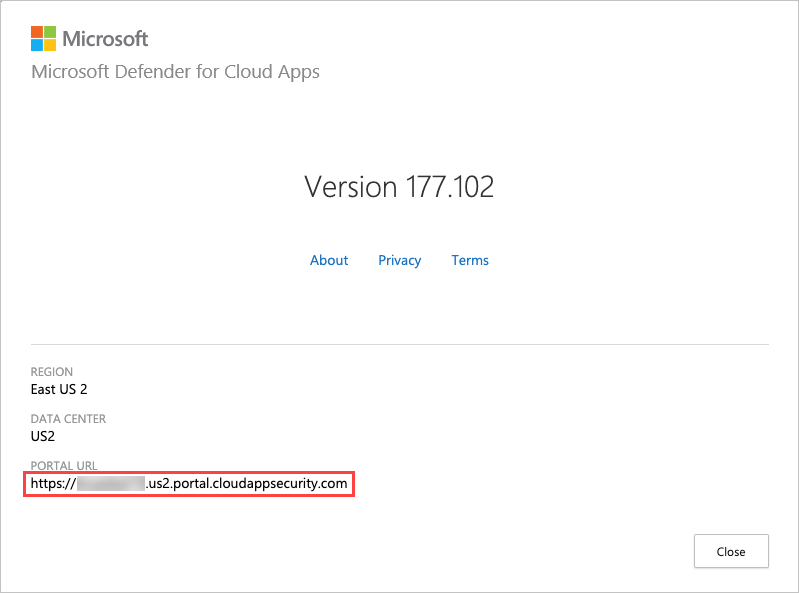 Microsoft
Microsoft Defender for Cloud Apps
Version 177.102
About Privacy Terms
REGION
East US 2
DATA CENTER
US2
PORTAL URL
https:// .us2.portal.cloudappsecurity.com
Close